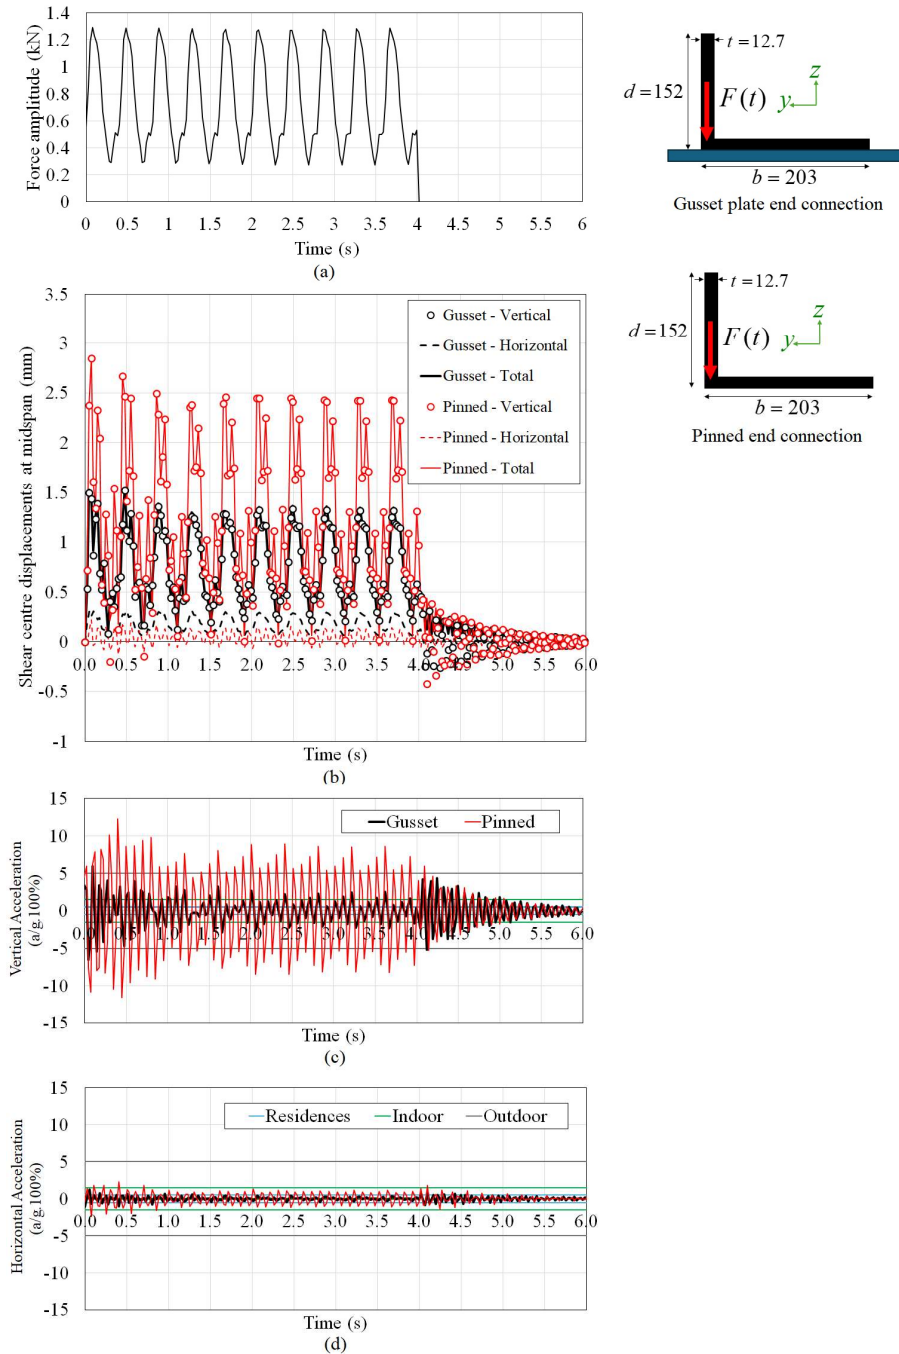 Force amplitude (kN)
1.4
1.2
1
0.8
0.6
0.4
0.2
0
0 0.5 1 1.5 2 2.5 3 3.5 4 4.5 5 5.5 6
Time (s)
(a)
t = 12.7
d = 152
F(t)
z
y
b = 203
Gusset plate end connection
t = 12.7
d = 152
F(t)
z
y
b = 203
Pinned end connection
Shear centre displacements at midspan (mm)
3.5
3
2.5
2
1.5
1
0.5
0
-0.5
-1
Gusset - Vertical
Gusset - Horizontal
Gusset - Total
Pinned - Vertical
Pinned - Horizontal
Pinned - Total
0.0 0.5 1.0 1.5 2.0 2.5 3.0 3.5 4.0 4.5 5.0 5.5 6.0
Time (s)
(b)
Vertical Acceleration
(a/g.100%)
15
10
5
0
-5
-10
-15
Gusset Pinned
0.0 0.5 1.0 1.5 2.0 2.5 3.0 3.5 4.0 4.5 5.0 5.5 6.0
Time (s)
(c)
Horizontal Acceleration
(a/g.100%)
15
10
5
0
-5
-10
-15
Residences Indoor Outdoor
0.0 0.5 1.0 1.5 2.0 2.5 3.0 3.5 4.0 4.5 5.0 5.5 6.0
Time (s)
(d)